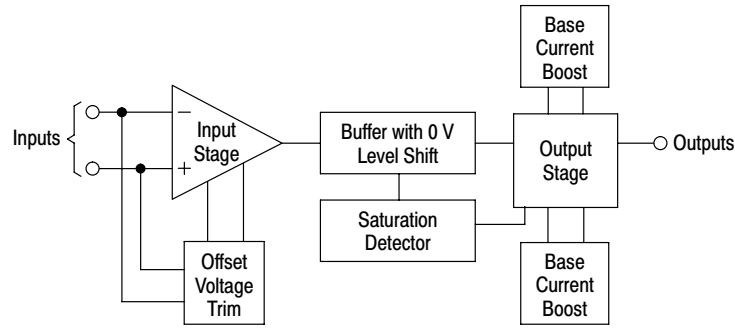 Base
Current
Boost
Inputs
−
+
Input
Stage
Buffer with 0 V
Level Shift
Output
Stage
Outputs
Saturation
Detector
Offset
Voltage
Trim
Base
Current
Boost